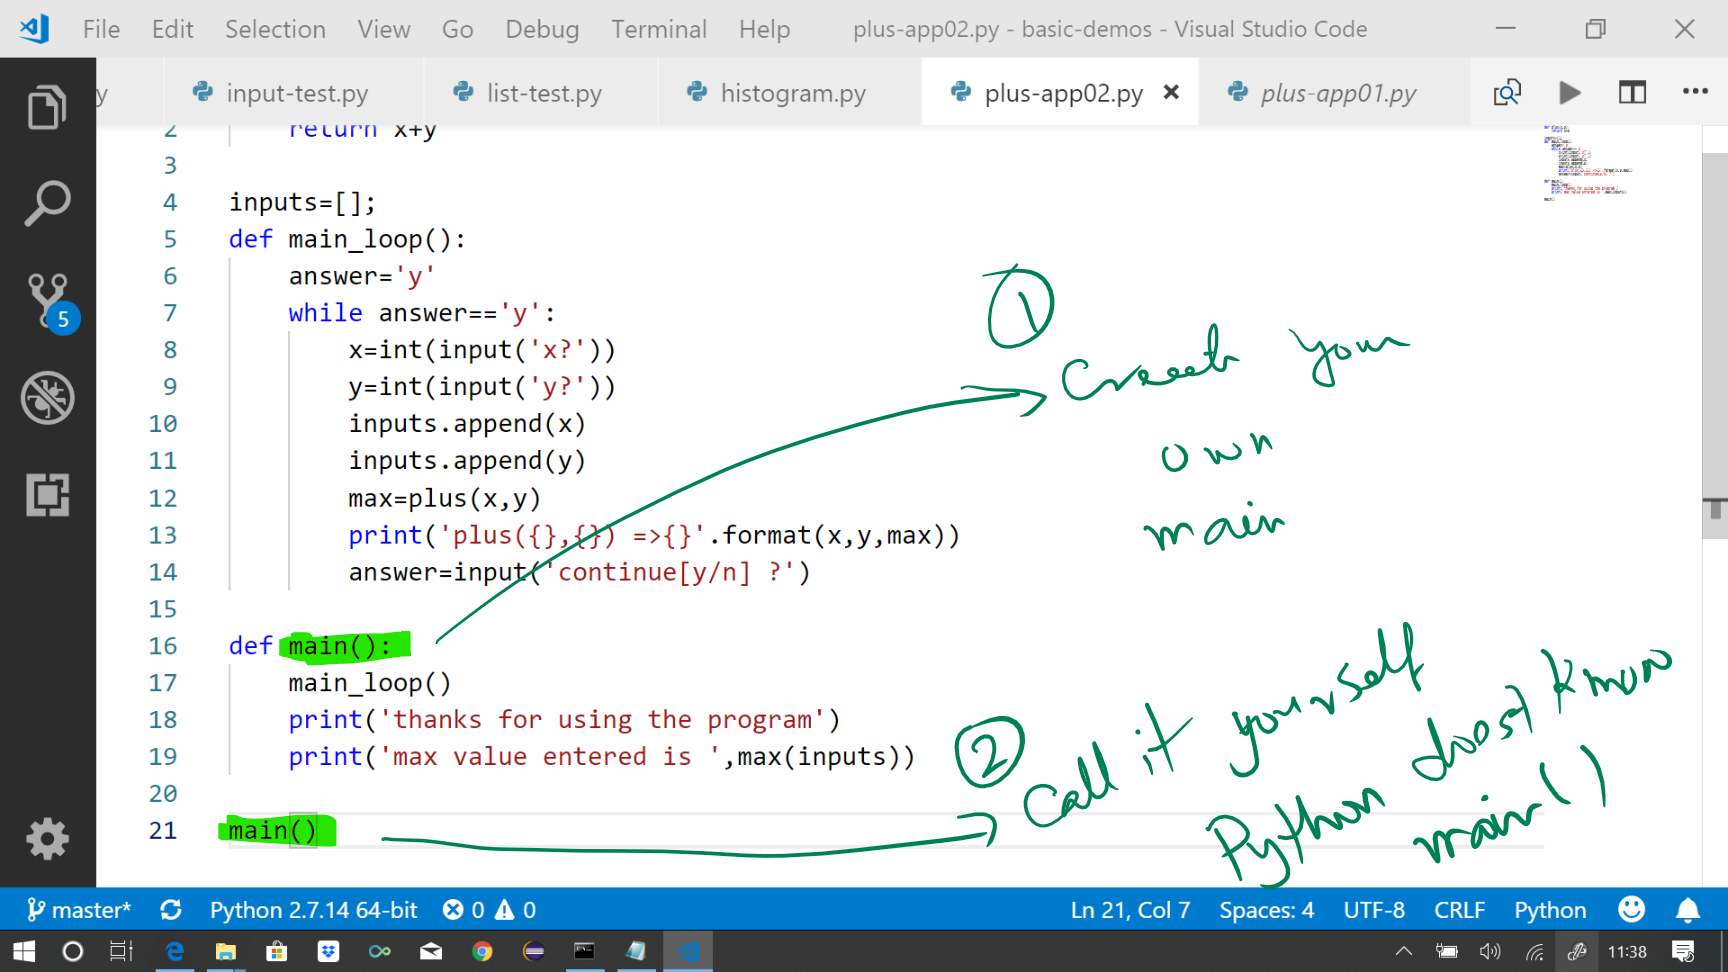 File Edit Selection View Go Debug Terminal Help plus-app02.py - basic-demos - Visual Studio Code
y input-test.py list-test.py histogram.py plus-app02.py plus-app01.py
2 return x+y
3
4 inputs=[];
5 def main_loop():
6 answer='y'
7 while answer=='y':
8 x=int(input('x?'))
9 y=int(input('y?'))
10 inputs.append(x)
11 inputs.append(y)
12 max=plus(x,y)
13 print('plus({},{}) =>{}'.format(x,y,max))
14 answer=input('continue[y/n] ?')
15
16 def main():
17 main_loop()
18 print('thanks for using the program')
19 print('max value entered is ',max(inputs))
20
21 main()
5
1
your
own
main
2
Call it yourself
Python know
main()
master* Python 2.7.14 64-bit 0 0 Ln 21, Col 7 Spaces: 4 UTF-8 CRLF Python
11:38